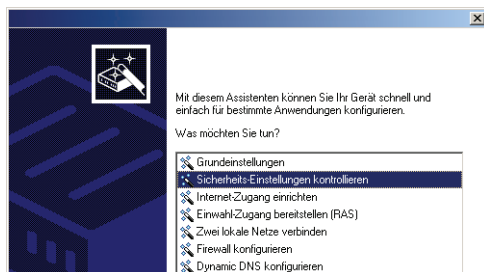 Mit diesem Assistenten können Sie Ihr Gerät schnell und
einfach für bestimmte Anwendungen konfigurieren.
Was möchten Sie tun?
Grundeinstellungen
Sicherheits-Einstellungen kontrollieren
Internet-Zugang einrichten
Einwahl-Zugang bereitstellen (RAS)
Zwei lokale Netze verbinden
Firewall konfigurieren
Dynamic DNS konfigurieren